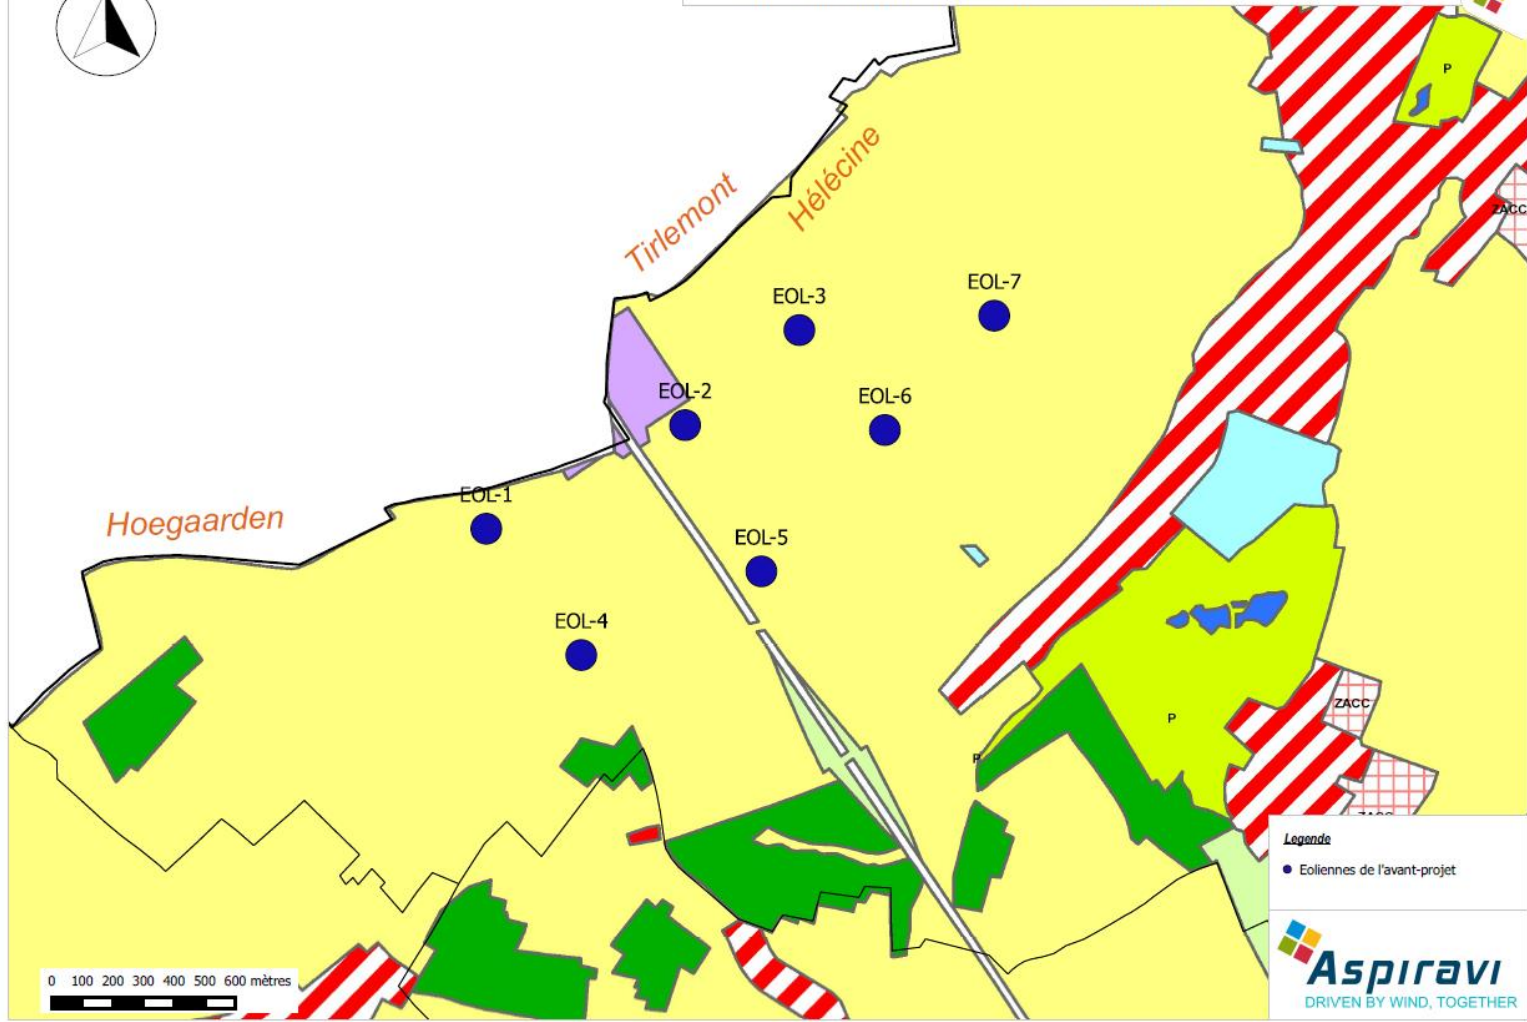 P
ZACC
Tirlemont
Hélécine
EOL-7
EOL-3
EOL-2
EOL-6
EOL-1
Hoegaarden
EOL-5
EOL-4
ZACC
P
P
Legende
Eoliennes de l'avant-projet
0 100 200 300 400 500 600 mètres
Aspiravi
DRIVEN BY WIND, TOGETHER